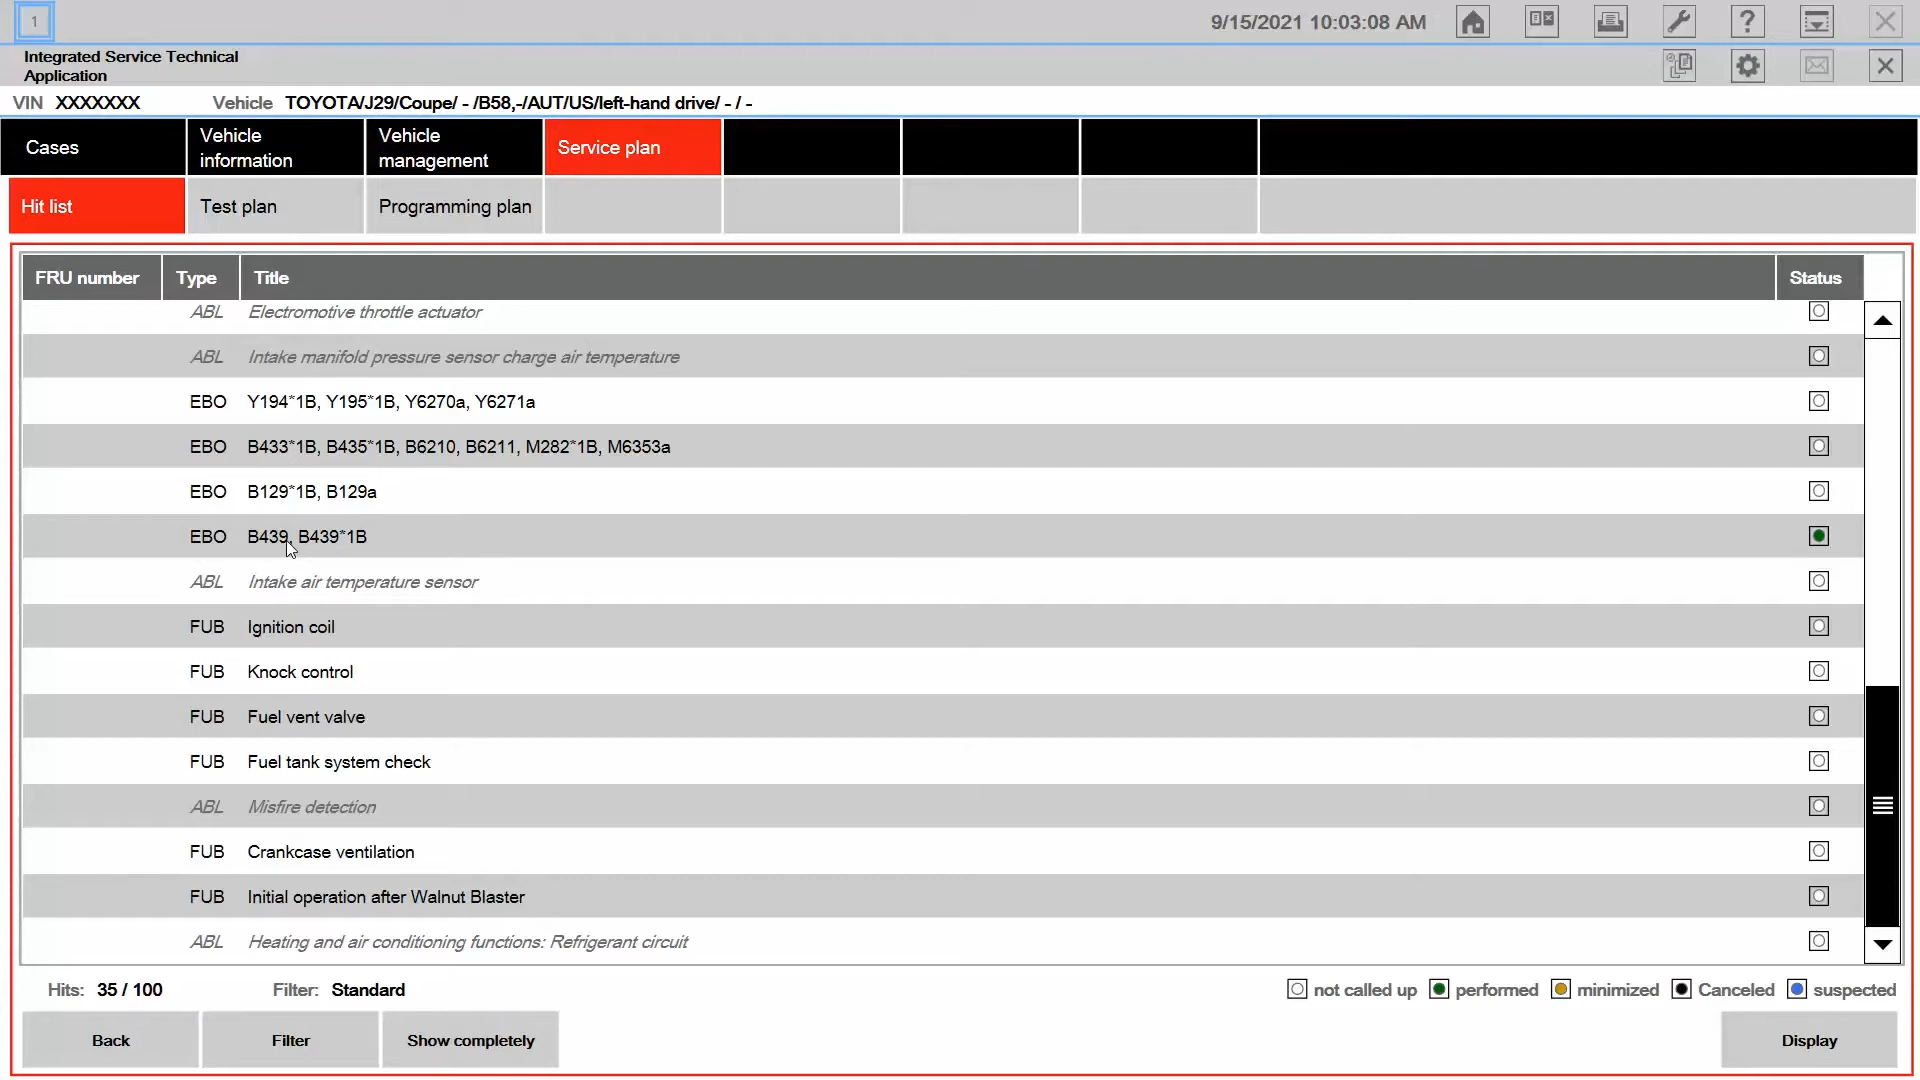 1
9/15/2021 10:03:08 AM
?
Integrated Service Technical
Application
VIN XXXXXXX Vehicle TOYOTA/J29/Coupe/ - /B58,-/AUT/US/left-hand drive/ - / -
Cases
Vehicle
information
Vehicle
management
Service plan
Hit list
Test plan
Programming plan
FRU number Type Title Status
ABL Electromotive throttle actuator
ABL Intake manifold pressure sensor charge air temperature
EBO Y194*1B, Y195*1B, Y6270a, Y6271a
EBO B433*1B, B435*1B, B6210, B6211, M282*1B, M6353a
EBO B129*1B, B129a
EBO B439, B439*1B
ABL Intake air temperature sensor
FUB Ignition coil
FUB Knock control
FUB Fuel vent valve
FUB Fuel tank system check
ABL Misfire detection
FUB Crankcase ventilation
FUB Initial operation after Walnut Blaster
ABL Heating and air conditioning functions: Refrigerant circuit
Hits: 35 / 100 Filter: Standard not called up performed minimized Canceled suspected
Back Filter Show completely Display